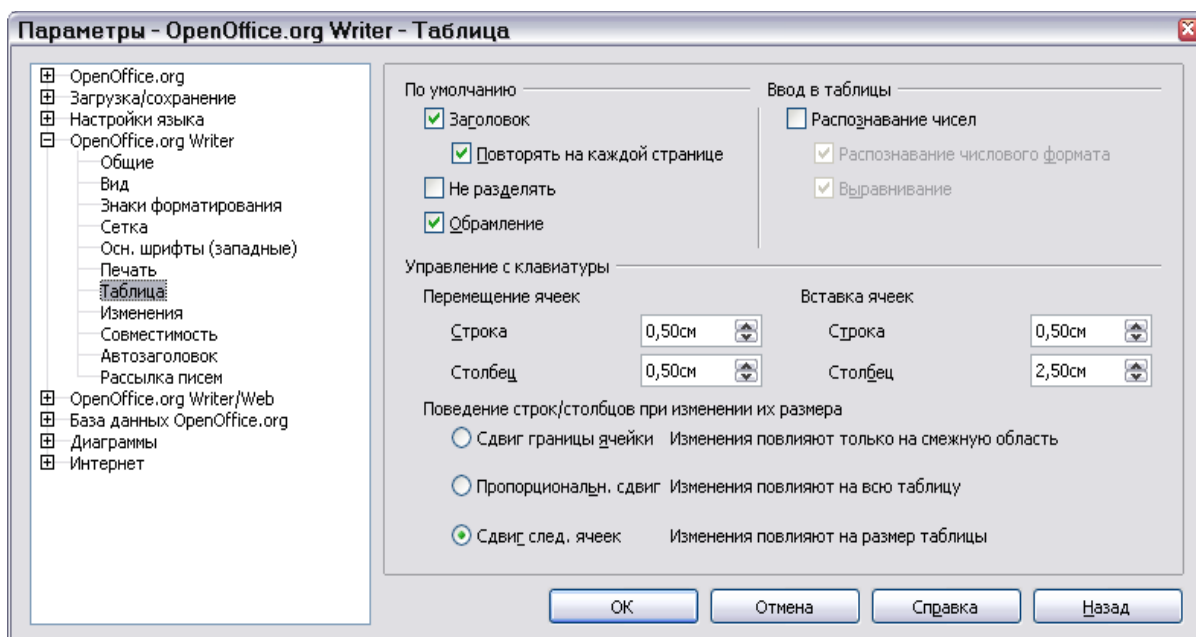 Параметры - OpenOffice.org Writer - Таблица
OpenOffice.org
Загрузка/сохранение
Настройки языка
OpenOffice.org Writer
Общие
Вид
Знаки форматирования
Сетка
Осн. шрифты (западные)
Печать
Таблица
Изменения
Совместимость
Автозаголовок
Рассылка писем
OpenOffice.org Writer/Web
База данных OpenOffice.org
Диаграммы
Интернет
По умолчанию
Заголовок
Повторять на каждой странице
Не разделять
Обрамление
Ввод в таблицы
Распознавание чисел
Распознавание числового формата
Выравнивание
Управление с клавиатуры
Перемещение ячеек
Строка 0,50см
Столбец 0,50см
Вставка ячеек
Строка 0,50см
Столбец 2,50см
Поведение строк/столбцов при изменении их размера
Сдвиг границы ячейки Изменения повлияют только на смежную область
Пропорциональн. сдвиг Изменения повлияют на всю таблицу
Сдвиг след. ячеек Изменения повлияют на размер таблицы
ОК Отмена Справка Назад